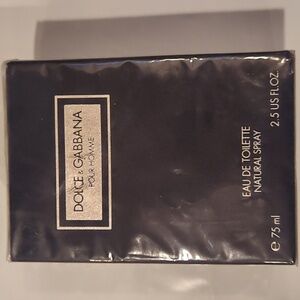 DOLCE & GABBANA
POUR HOMME
EAU DE TOILETTE
NATURAL SPRAY
e 75 ml 2.5 US FL.OZ.